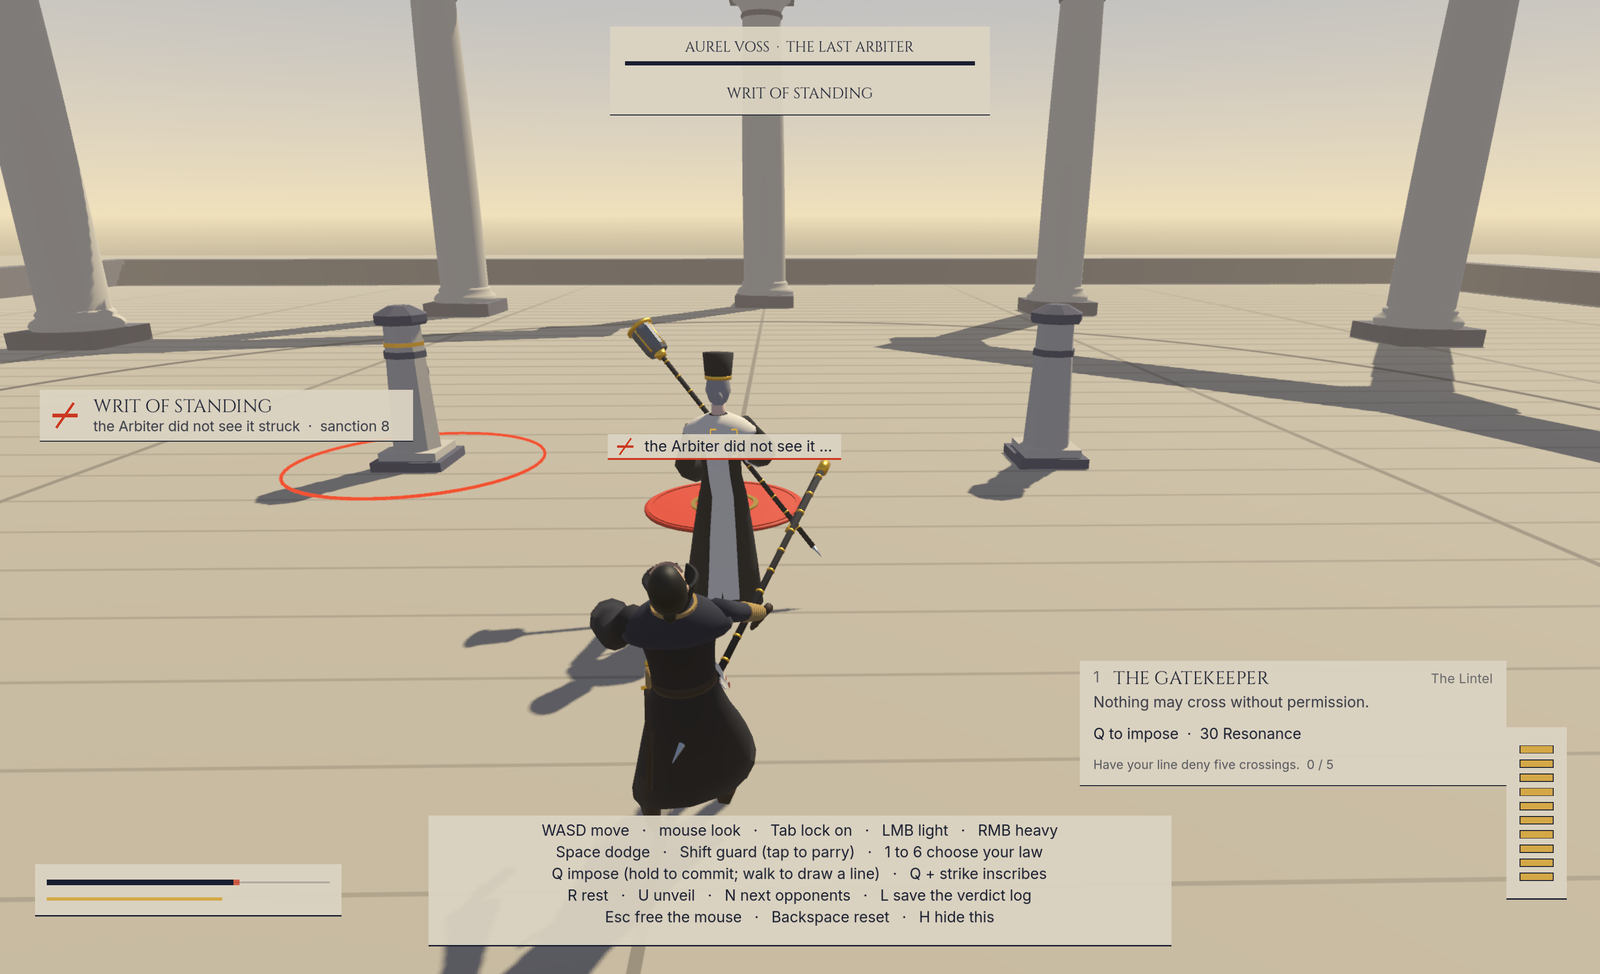 AUREL VOSS · THE LAST ARBITER
WRIT OF STANDING
WRIT OF STANDING
the Arbiter did not see it struck · sanction 8
the Arbiter did not see it ...
1 THE GATEKEEPER The Lintel
Nothing may cross without permission.
Q to impose · 30 Resonance
Have your line deny five crossings. 0 / 5
WASD move · mouse look · Tab lock on · LMB light · RMB heavy
Space dodge · Shift guard (tap to parry) · 1 to 6 choose your law
Q impose (hold to commit; walk to draw a line) · Q + strike inscribes
R rest · U unveil · N next opponents · L save the verdict log
Esc free the mouse · Backspace reset · H hide this